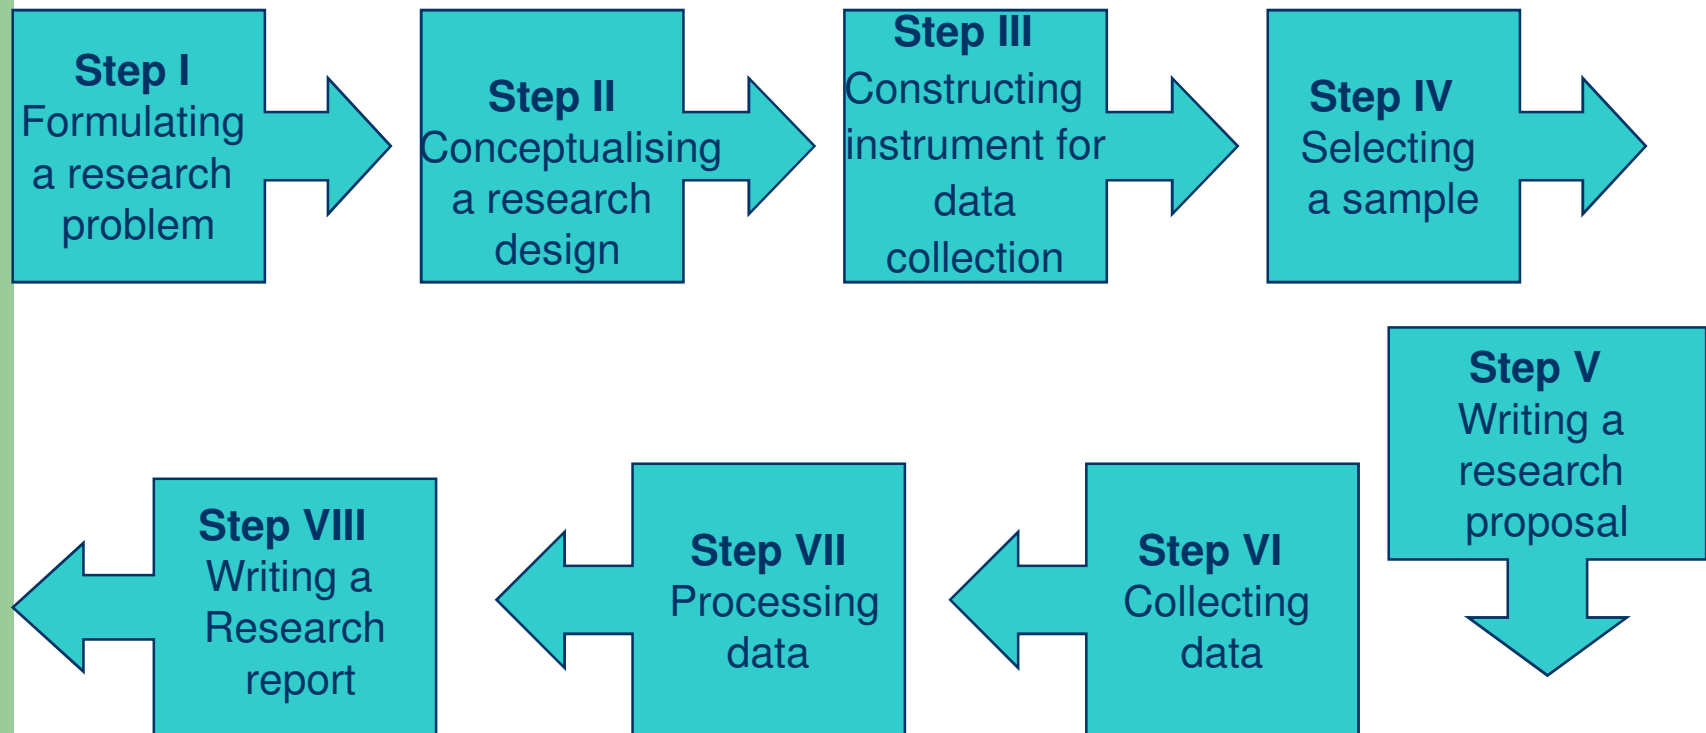 Step I
Formulating
a research
problem
Step II
Conceptualising
a research
design
Step III
Constructing
instrument for
data
collection
Step IV
Selecting
a sample
Step V
Writing a
research
proposal
Step VI
Collecting
data
Step VII
Processing
data
Step VIII
Writing a
Research
report